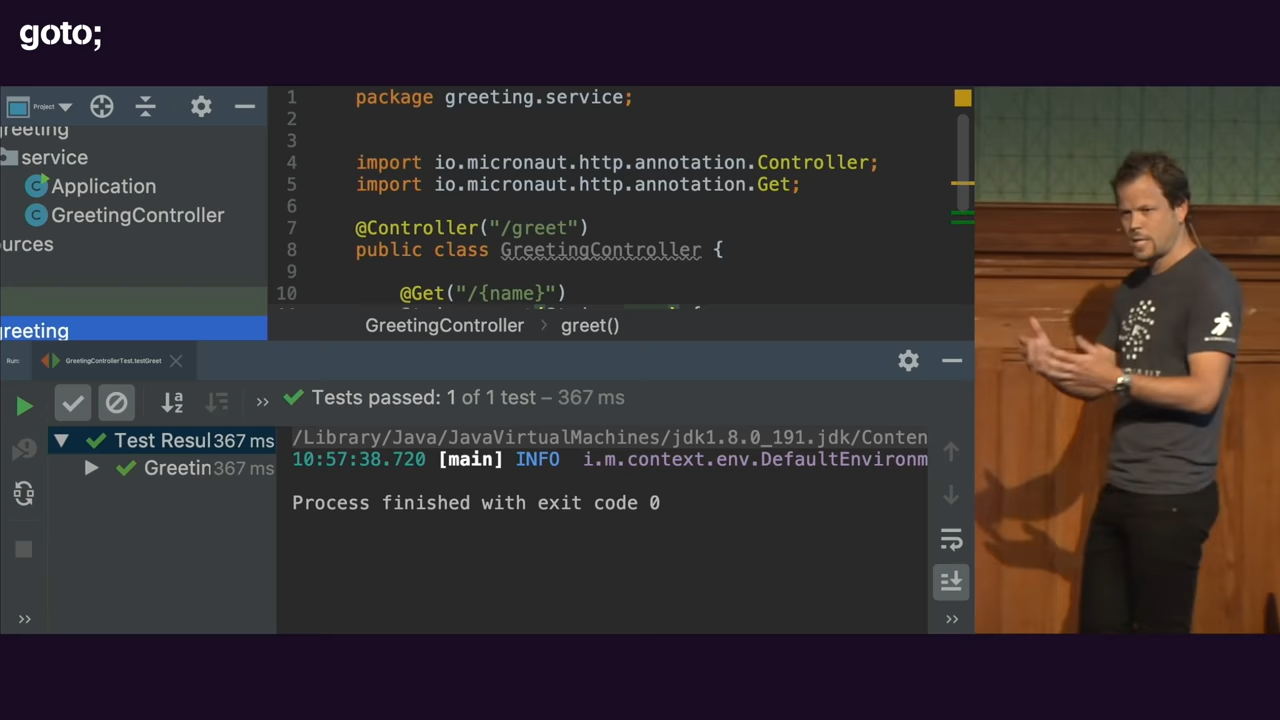 goto;
Project
greeting
service
Application
GreetingController
ources
greeting
1 package greeting.service;
2
3
4 import io.micronaut.http.annotation.Controller;
5 import io.micronaut.http.annotation.Get;
6
7 @Controller("/greet")
8 public class GreetingController {
9
10 @Get("/{name}")
GreetingController › greet()
Run: GreetingControllerTest.testGreet
Tests passed: 1 of 1 test – 367 ms
Test Resul 367 ms
Greetin 367 ms
/Library/Java/JavaVirtualMachines/jdk1.8.0_191.jdk/Conten
10:57:38.720 [main] INFO i.m.context.env.DefaultEnvironm
Process finished with exit code 0